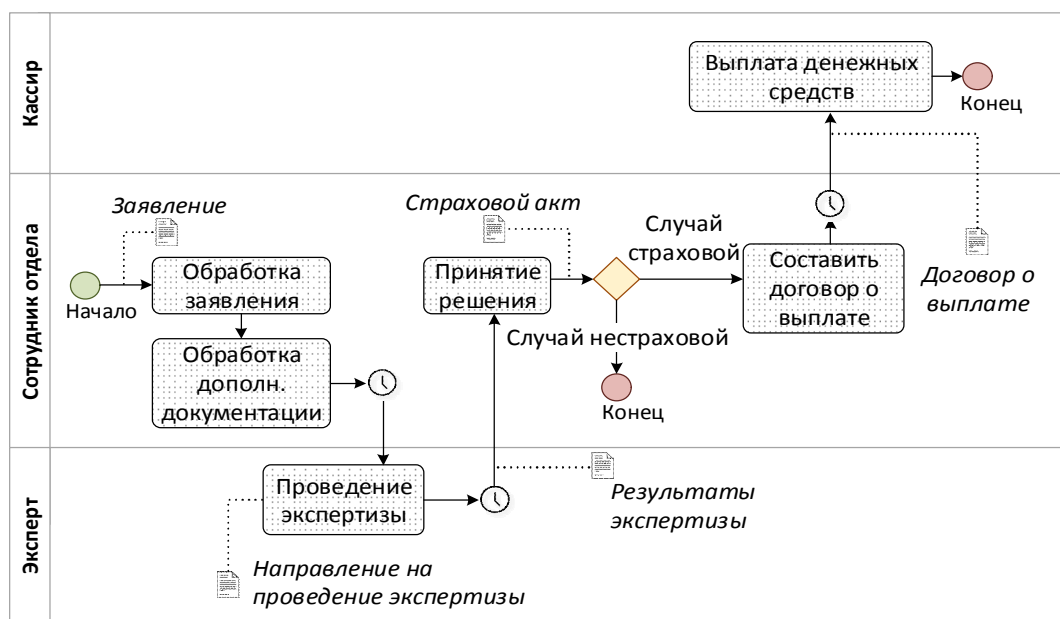 Кассир
Выплата денежных
средств
Конец
Сотрудник отдела
Заявление
Начало
Обработка
заявления
Обработка
дополн.
документации
Страховой акт
Принятие
решения
Случай
страховой
Случай нестраховой
Конец
Составить
договор о
выплате
Договор о
выплате
Эксперт
Проведение
экспертизы
Результаты
экспертизы
Направление на
проведение экспертизы